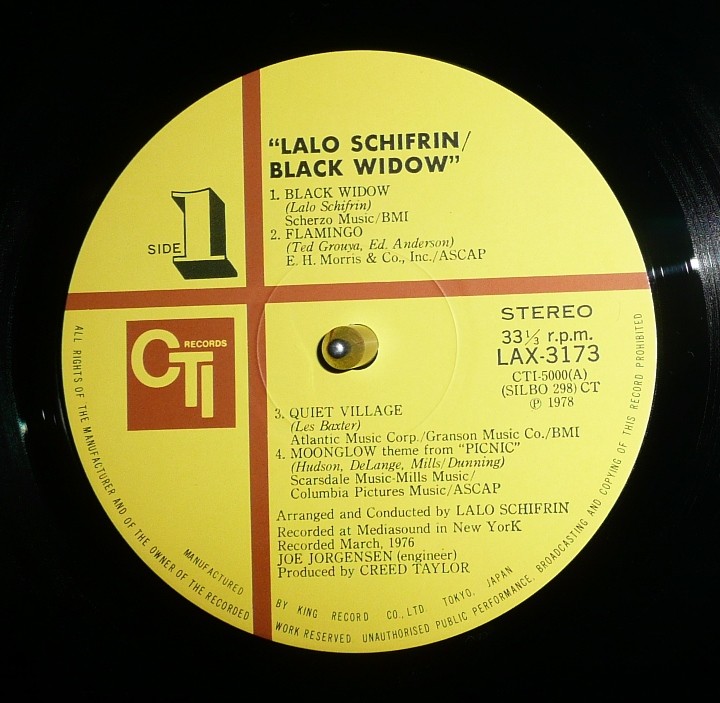 "LALO SCHIFRIN/
BLACK WIDOW"
1. BLACK WIDOW
(Lalo Schifrin)
Scherzo Music/BMI
2. FLAMINGO
(Ted Grouya, Ed. Anderson)
E. H. Morris & Co., Inc./ASCAP
SIDE 1
CTI RECORDS
STEREO
33⅓ r.p.m.
LAX-3173
CTI-5000(A)
(SILBO 298) CT
Ⓟ 1978
3. QUIET VILLAGE
(Les Baxter)
Atlantic Music Corp./Granson Music Co./BMI
4. MOONGLOW theme from "PICNIC"
(Hudson, DeLange, Mills/Dunning)
Scarsdale Music-Mills Music/
Columbia Pictures Music/ASCAP
Arranged and Conducted by LALO SCHIFRIN
Recorded at Mediasound in New YorK
Recorded March, 1976
JOE JORGENSEN (engineer)
Produced by CREED TAYLOR
MANUFACTURED BY KING RECORD CO., LTD. TOKYO, JAPAN
ALL RIGHTS OF THE MANUFACTURER AND OF THE OWNER OF THE RECORDED WORK RESERVED. UNAUTHORISED PUBLIC PERFORMANCE, BROADCASTING AND COPYING OF THIS RECORD PROHIBITED